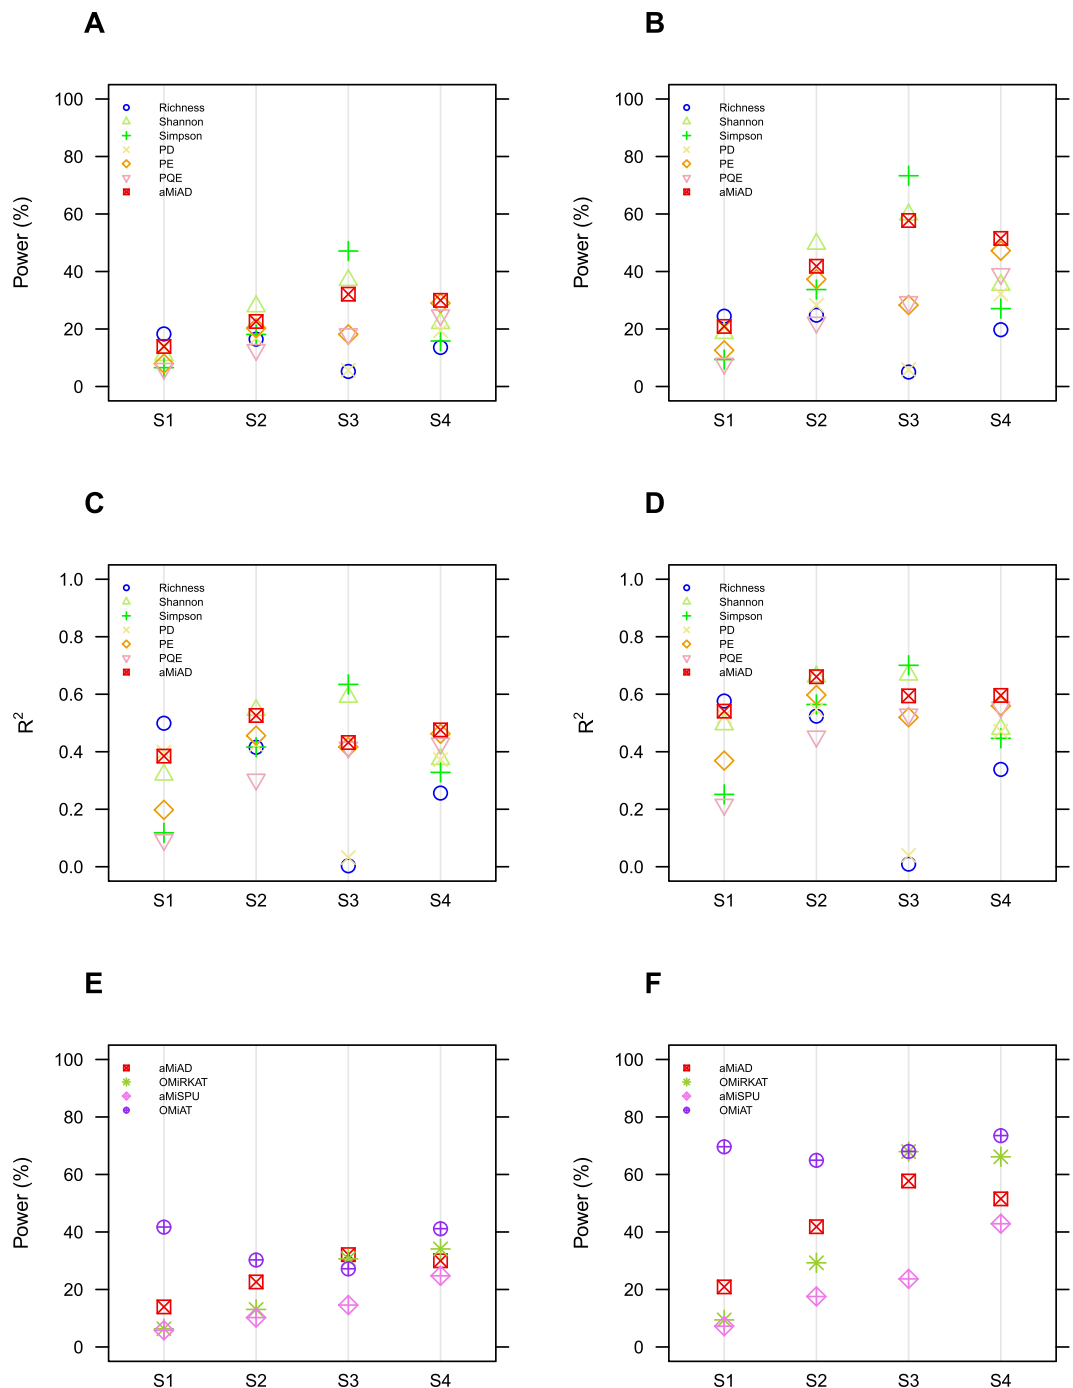 A
Power (%)
100
80
60
40
20
0
Richness
Shannon
Simpson
PD
PE
PQE
aMiAD
S1 S2 S3 S4
B
Power (%)
100
80
60
40
20
0
Richness
Shannon
Simpson
PD
PE
PQE
aMiAD
S1 S2 S3 S4
C
R²
1.0
0.8
0.6
0.4
0.2
0.0
Richness
Shannon
Simpson
PD
PE
PQE
aMiAD
S1 S2 S3 S4
D
R²
1.0
0.8
0.6
0.4
0.2
0.0
Richness
Shannon
Simpson
PD
PE
PQE
aMiAD
S1 S2 S3 S4
E
Power (%)
100
80
60
40
20
0
aMiAD
OMiRKAT
aMiSPU
OMiAT
S1 S2 S3 S4
F
Power (%)
100
80
60
40
20
0
aMiAD
OMiRKAT
aMiSPU
OMiAT
S1 S2 S3 S4